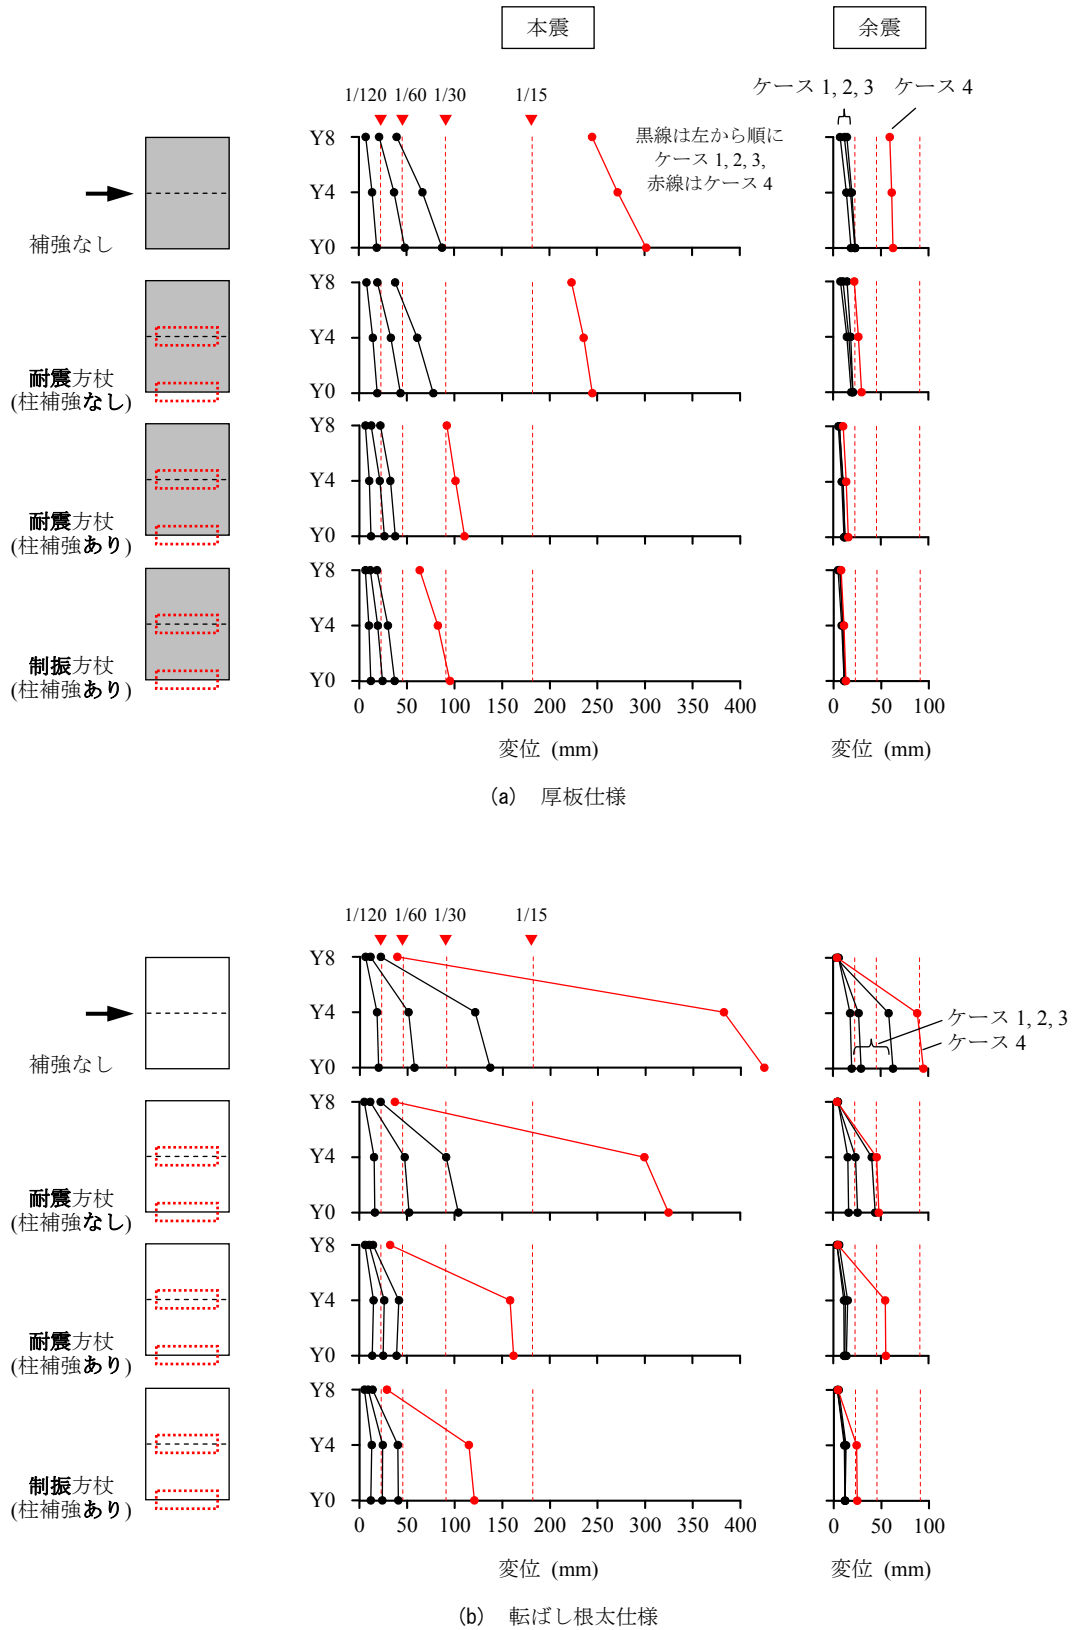 本震
余震
1/120
1/60
1/30
1/15
ケース 1, 2, 3
ケース 4
黒線は左から順に
ケース 1, 2, 3,
赤線はケース 4
Y8
Y4
Y0
補強なし
Y8
Y4
Y0
耐震方杖
(柱補強なし)
Y8
Y4
Y0
耐震方杖
(柱補強あり)
Y8
Y4
Y0
制振方杖
(柱補強あり)
0 50 100 150 200 250 300 350 400
0 50 100
変位 (mm)
変位 (mm)
(a) 厚板仕様
1/120
1/60
1/30
1/15
Y8
Y4
Y0
補強なし
ケース 1, 2, 3
ケース 4
Y8
Y4
Y0
耐震方杖
(柱補強なし)
Y8
Y4
Y0
耐震方杖
(柱補強あり)
Y8
Y4
Y0
制振方杖
(柱補強あり)
0 50 100 150 200 250 300 350 400
0 50 100
変位 (mm)
変位 (mm)
(b) 転ばし根太仕様